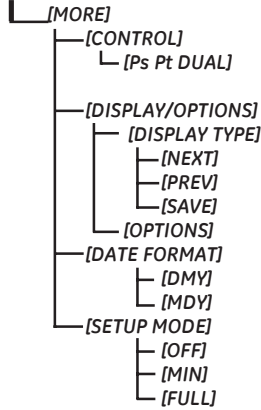 [MORE]
[CONTROL]
[Ps Pt DUAL]
[DISPLAY/OPTIONS]
[DISPLAY TYPE]
[NEXT]
[PREV]
[SAVE]
[OPTIONS]
[DATE FORMAT]
[DMY]
[MDY]
[SETUP MODE]
[OFF]
[MIN]
[FULL]